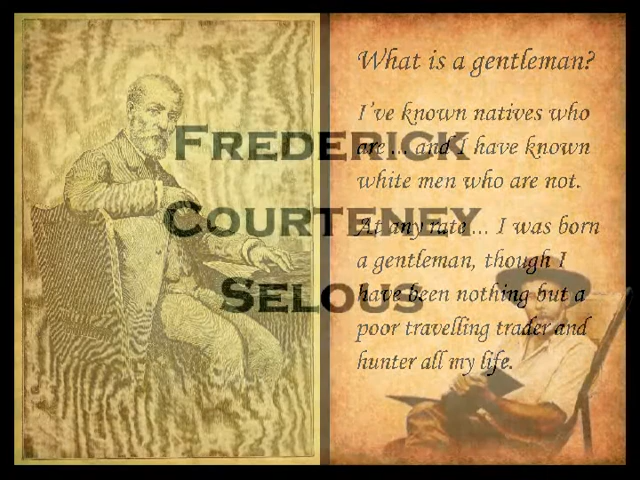 Frederick
Courteney
Selous
What is a gentleman?
I've known natives who
are ... and I have known
white men who are not.
At any rate ... I was born
a gentleman, though I
have been nothing but a
poor travelling trader and
hunter all my life.